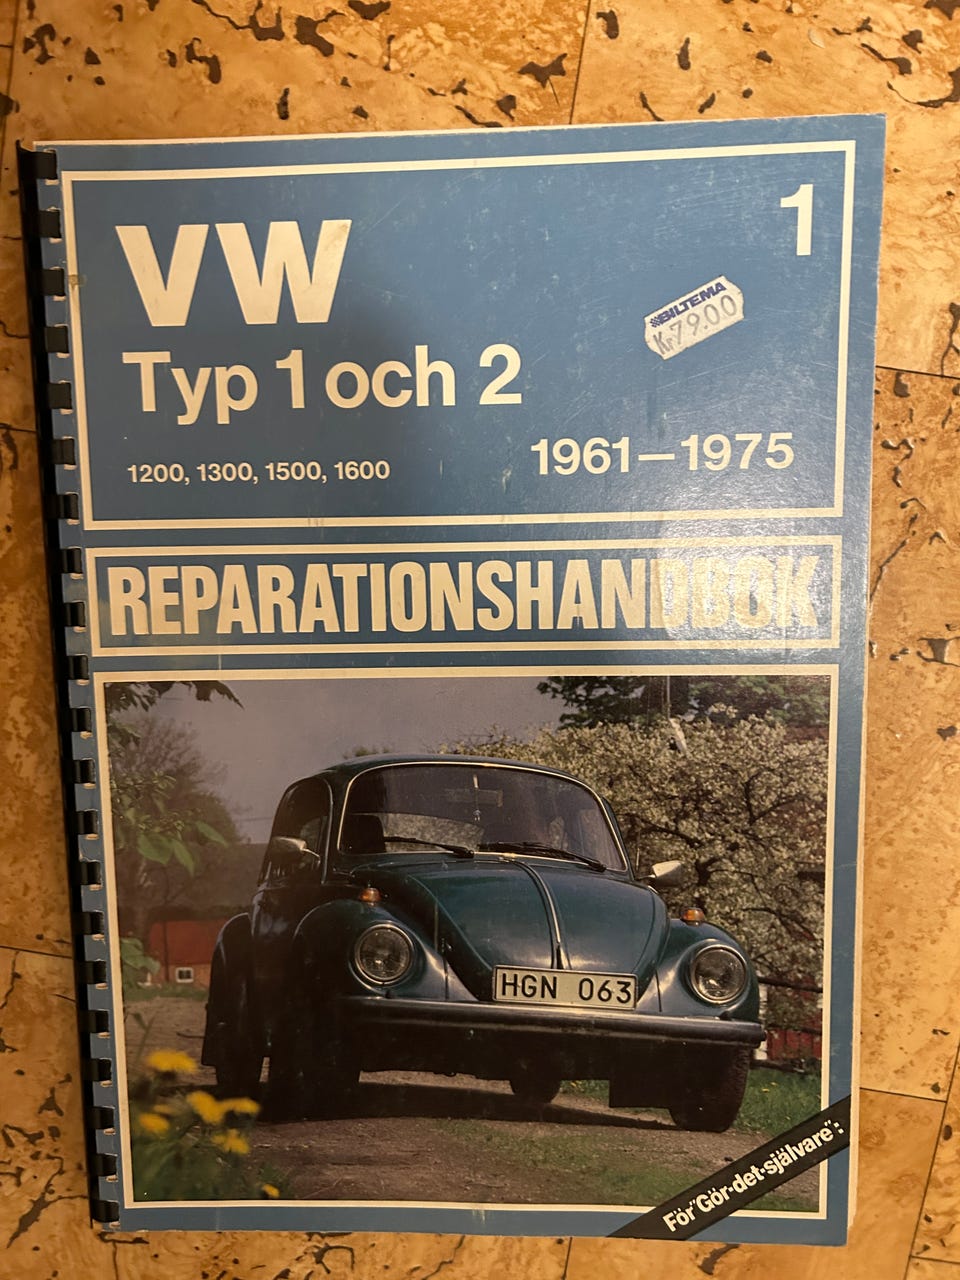 1
VW
BILTEMA
Kr 79.00
Typ 1 och 2
1961–1975
1200, 1300, 1500, 1600
REPARATIONSHANDBOK
HGN 063
För "Gör-det-självare":